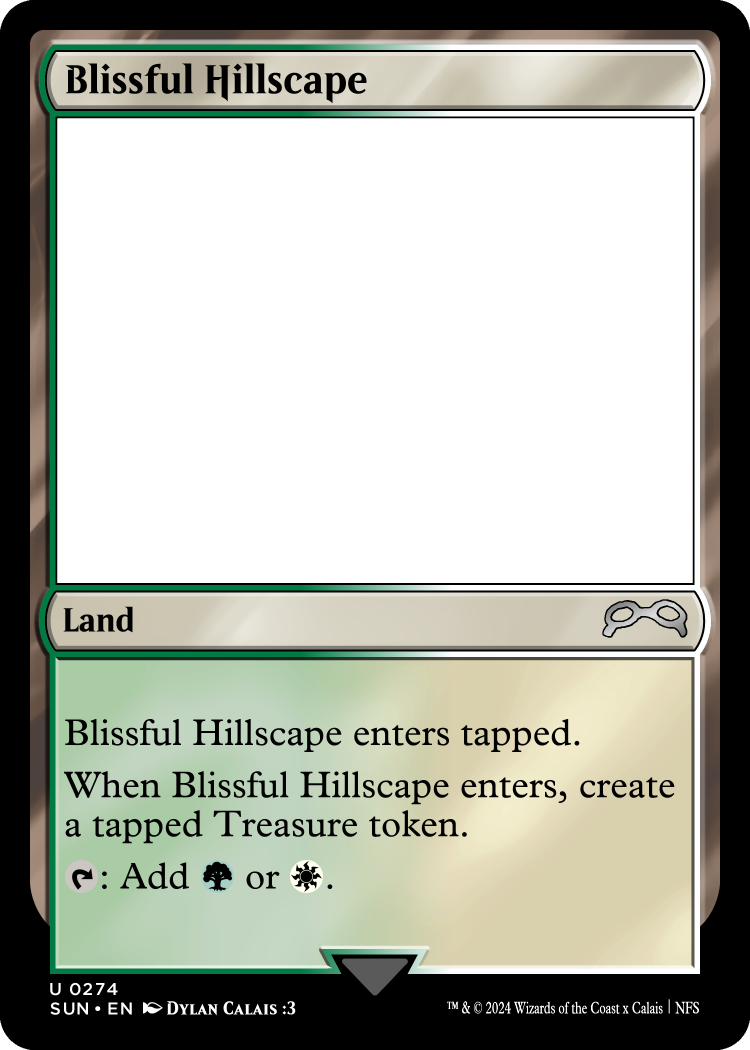 Blissful Hillscape
Land
Blissful Hillscape enters tapped.
When Blissful Hillscape enters, create
a tapped Treasure token.
: Add or .
U 0274
SUN • EN Dylan Calais :3
™ & © 2024 Wizards of the Coast x Calais | NFS